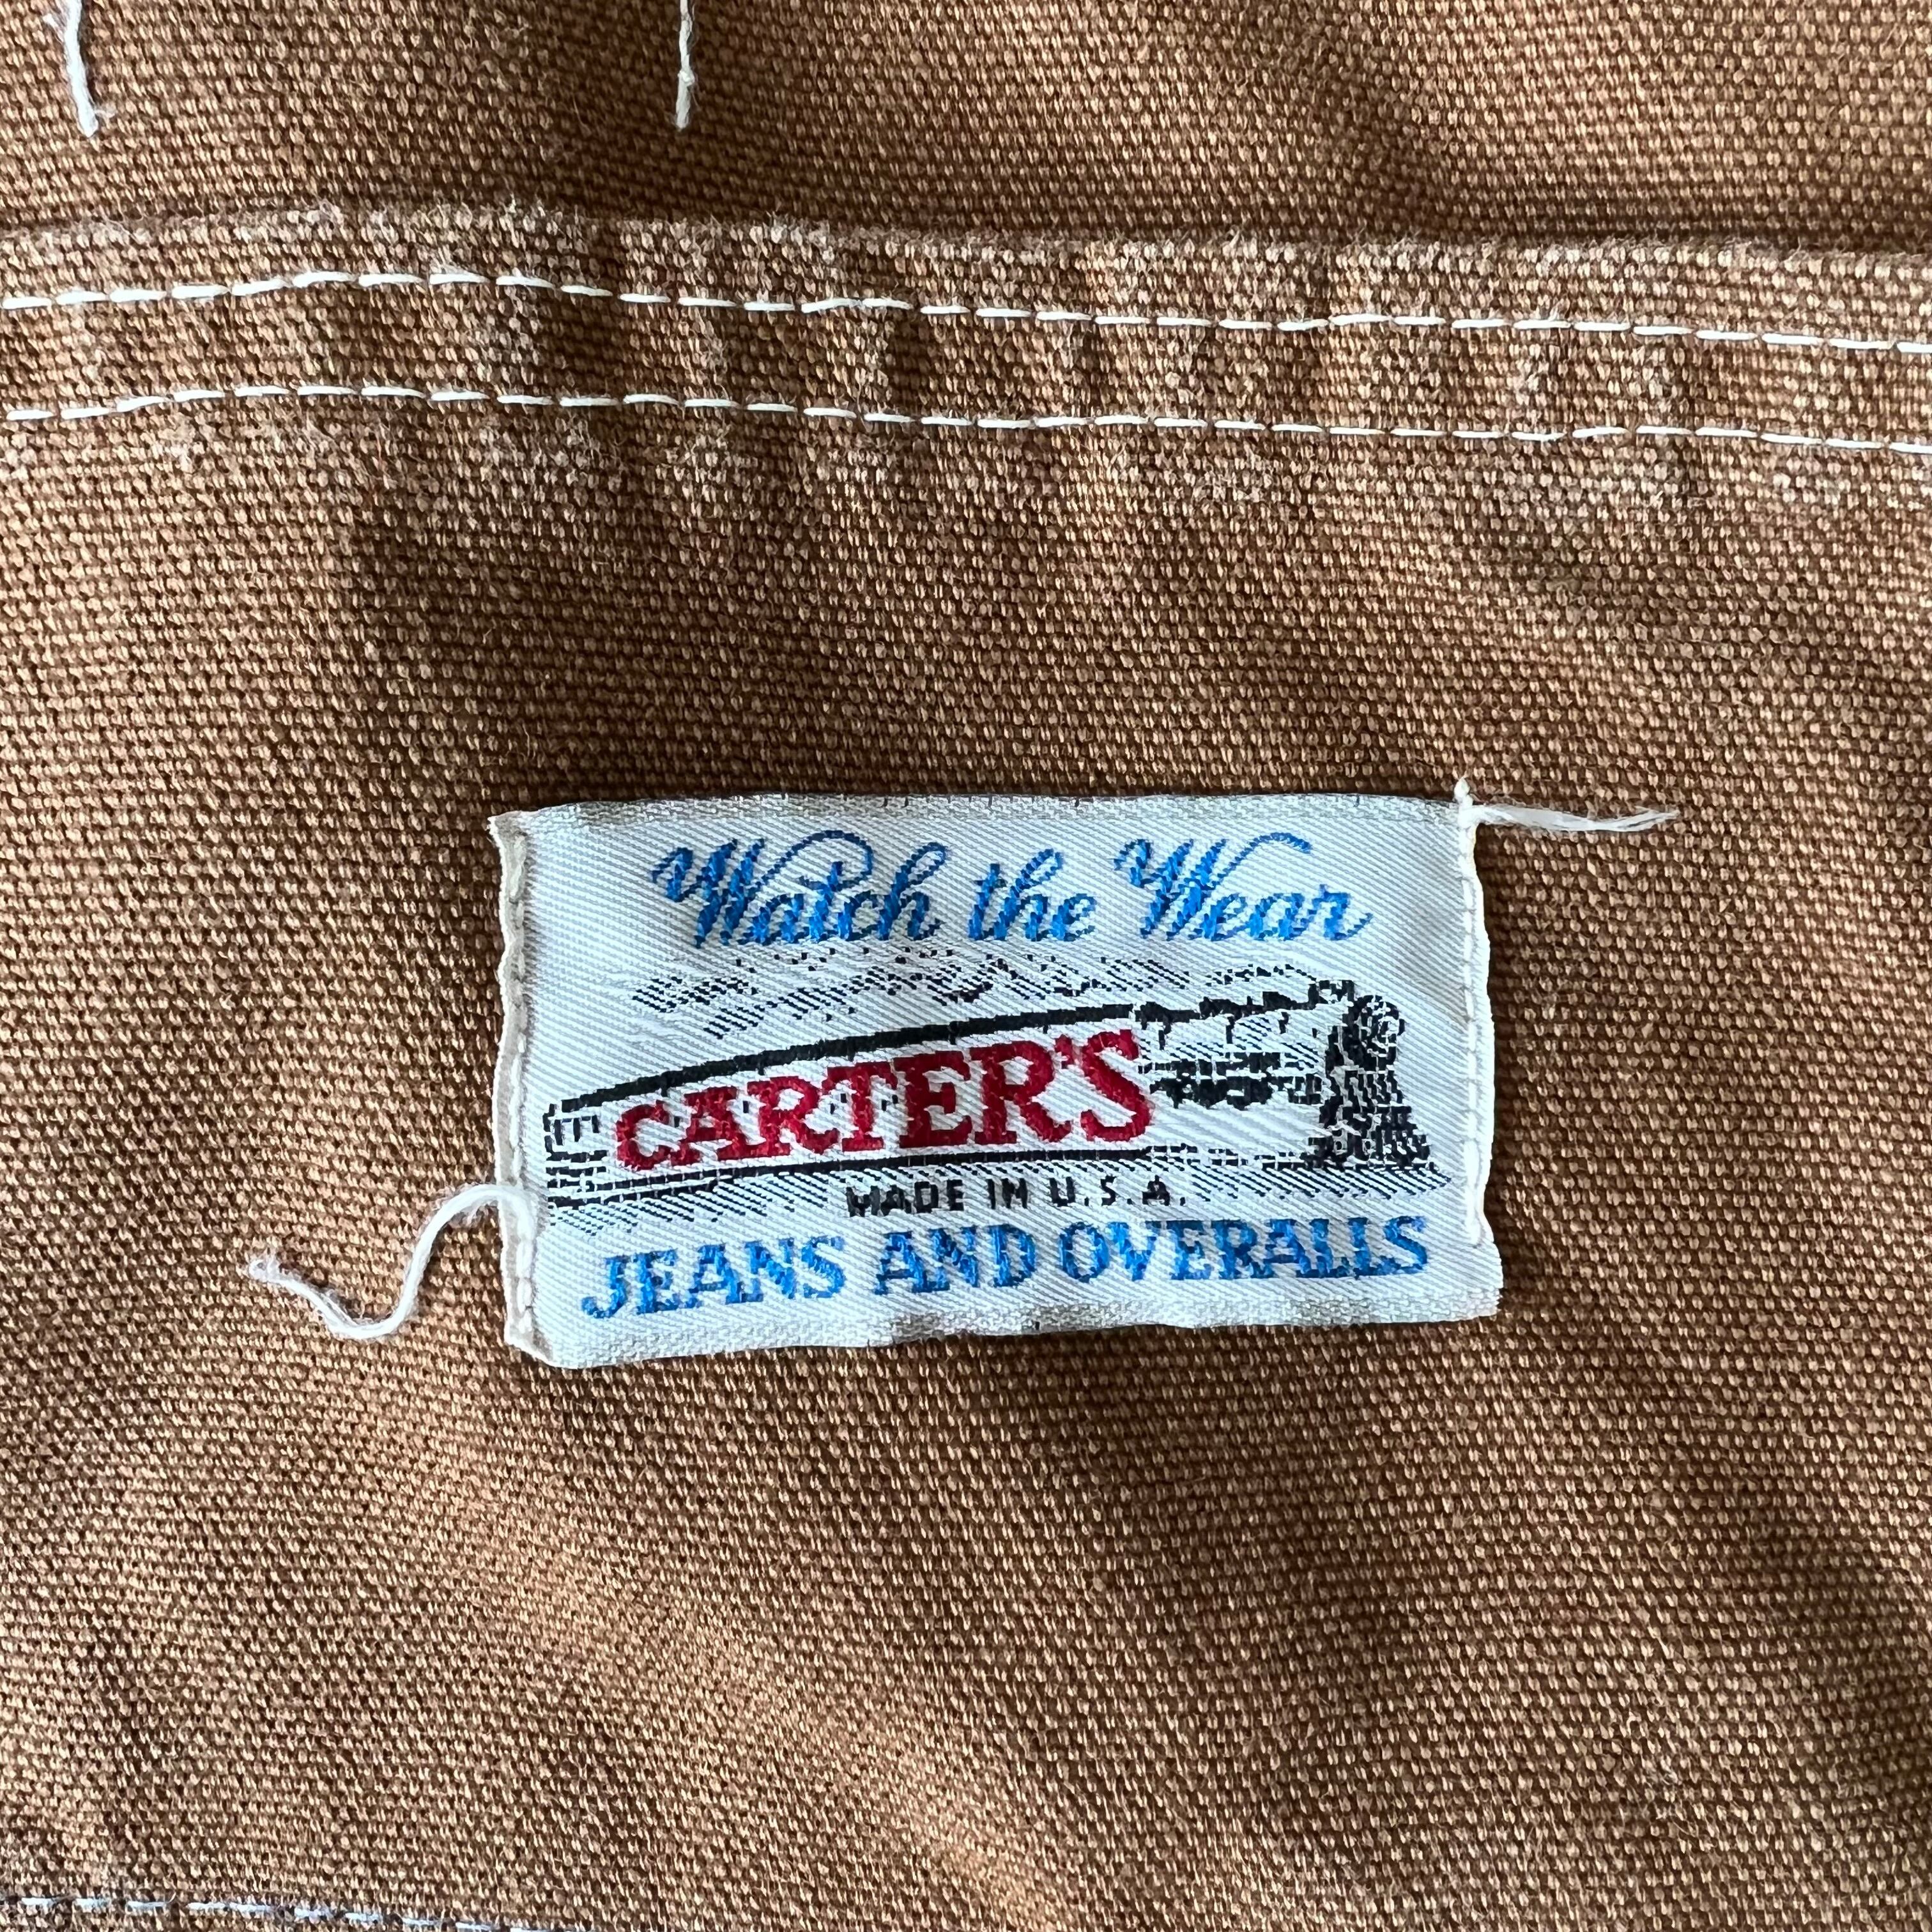 Watch the Wear
CARTER'S
MADE IN U.S.A.
JEANS AND OVERALLS